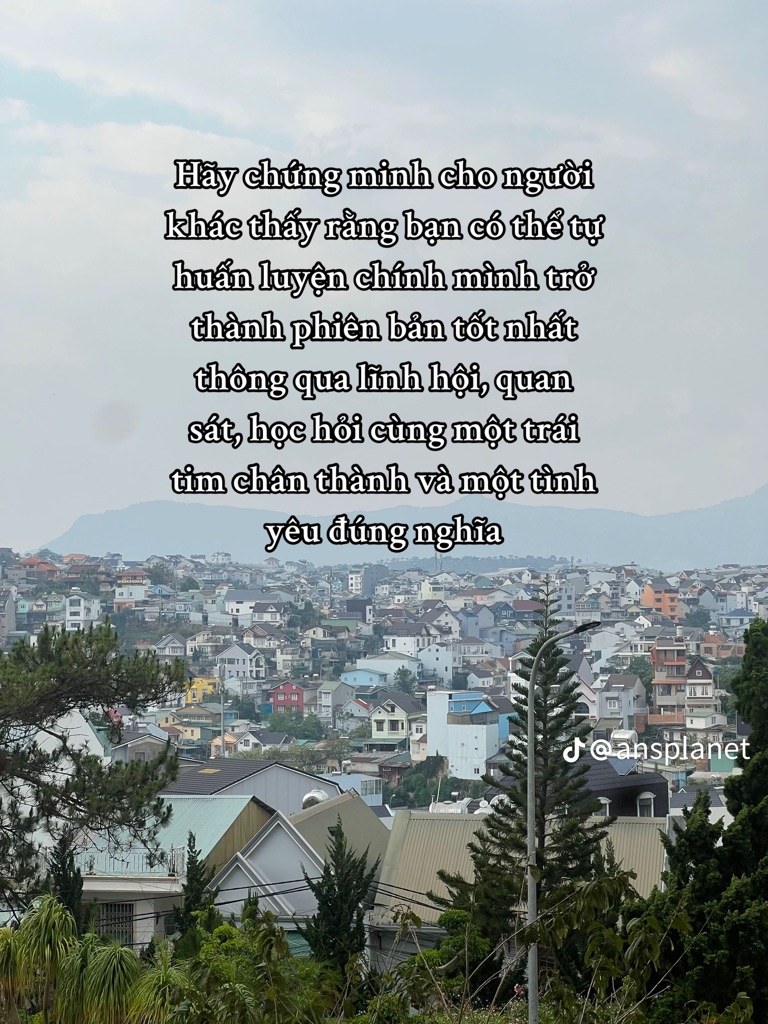 Hãy chứng minh cho người
khác thấy rằng bạn có thể tự
huấn luyện chính mình trở
thành phiên bản tốt nhất
thông qua lĩnh hội, quan
sát, học hỏi cùng một trái
tim chân thành và một tình
yêu đúng nghĩa
@ansplanet